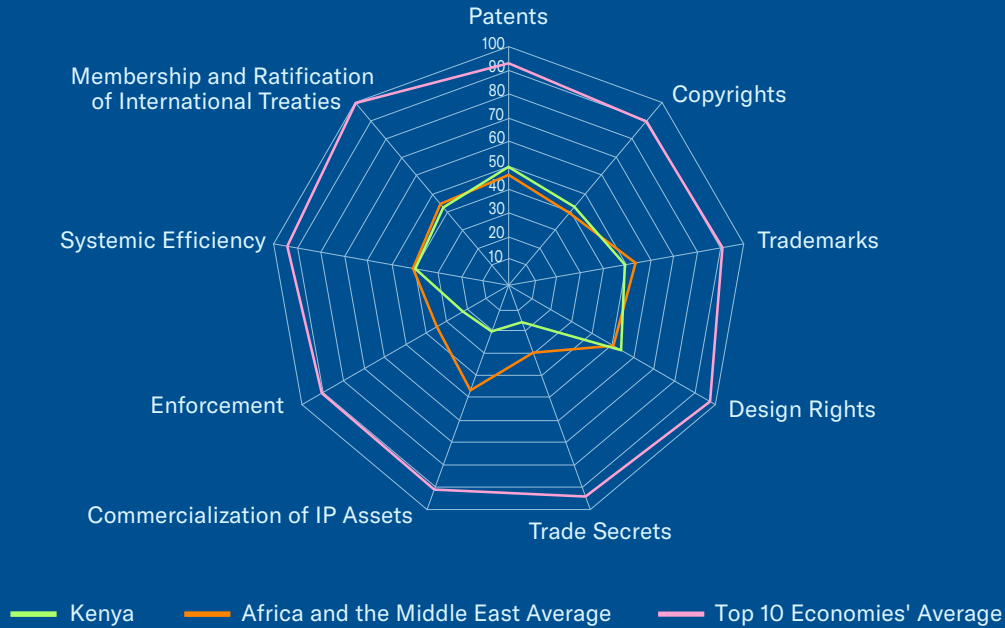 Patents
100
90
80
70
60
50
40
30
20
10
Membership and Ratification
of International Treaties
Copyrights
Systemic Efficiency
Trademarks
Enforcement
Design Rights
Commercialization of IP Assets
Trade Secrets
Kenya
Africa and the Middle East Average
Top 10 Economies' Average